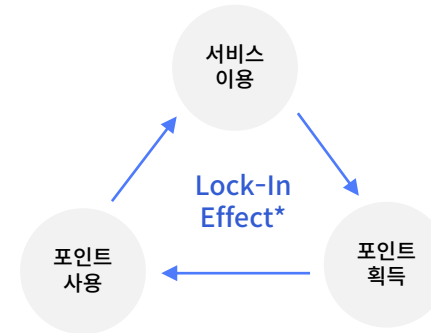 서비스
이용
Lock-In
Effect*
포인트
사용
포인트
획득